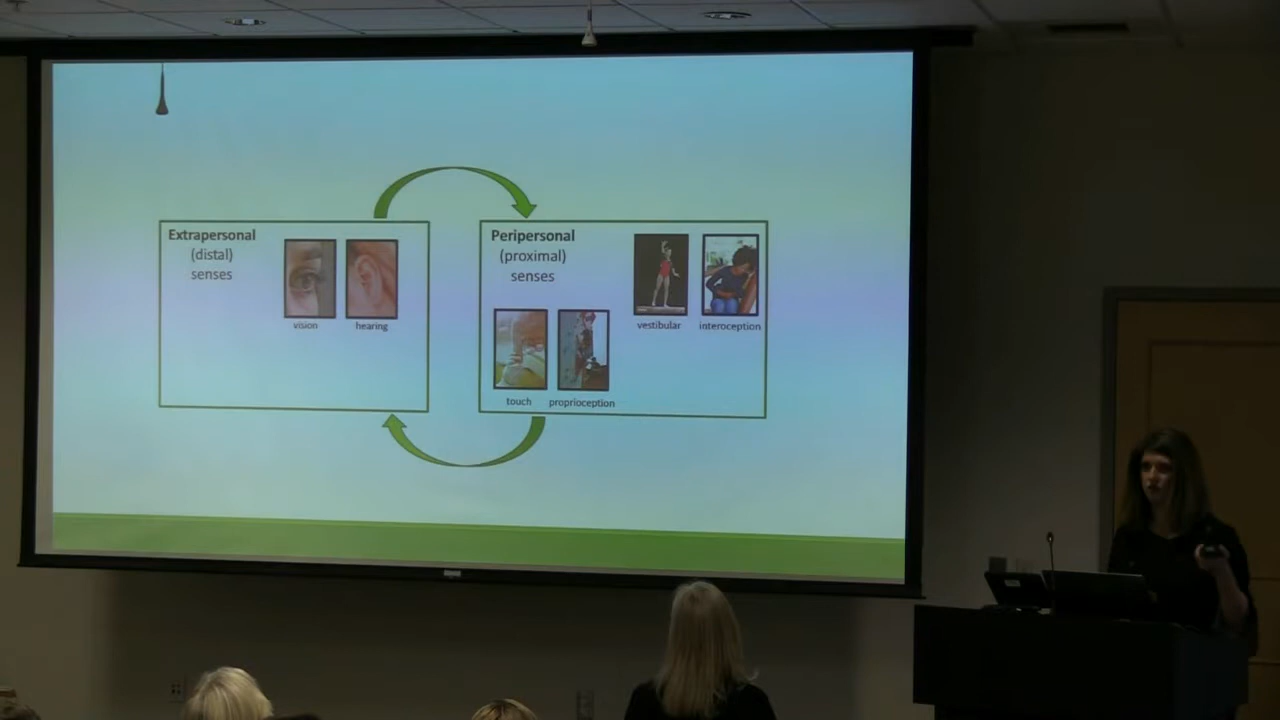 Extrapersonal
(distal)
senses
vision
hearing
Peripersonal
(proximal)
senses
vestibular
interoception
touch
proprioception